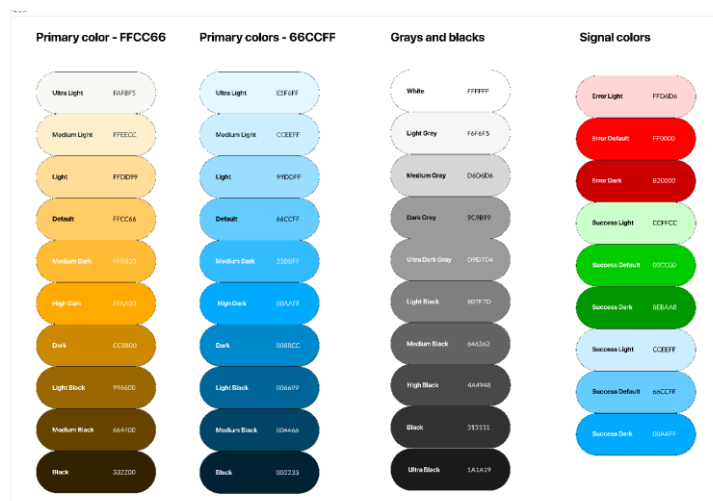 Primary color - FFCC66
Ultra Light FAF8F5
Medium Light FFEECC
Light FFDD99
Default FFCC66
Medium Dark FFBB33
High Dark FFAA00
Dark CC8800
Light Black 996600
Medium Black 664400
Black 332200
Primary colors - 66CCFF
Ultra Light E5F6FF
Medium Light CCEEFF
Light 99DDFF
Default 66CCFF
Medium Dark 33BBFF
High Dark 00AAFF
Dark 0088CC
Light Black 006699
Medium Black 004466
Black 002233
Grays and blacks
White FFFFFF
Light Grey F6F6F5
Medium Gray D6D6D6
Dark Grey 9C9B99
Ultra Dark Gray D9D7D4
Light Black 807F7D
Medium Black 646362
High Black 4A4948
Black 313131
Ultra Black 1A1A19
Signal colors
Error Light FFD6D6
Error Default FF0000
Error Dark
Success Light CCFFCC
Success Default 00CC00
Success Dark
Success Light CCEEFF
Success Default 66CCFF
Success Dark 00AAFF